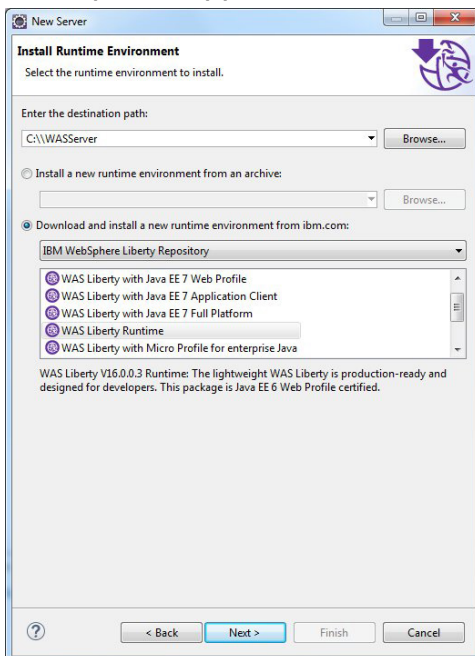 New Server
Install Runtime Environment
Select the runtime environment to install.
Enter the destination path:
C:\\WASServer
Browse...
Install a new runtime environment from an archive:
Browse...
Download and install a new runtime environment from ibm.com:
IBM WebSphere Liberty Repository
WAS Liberty with Java EE 7 Web Profile
WAS Liberty with Java EE 7 Application Client
WAS Liberty with Java EE 7 Full Platform
WAS Liberty Runtime
WAS Liberty with Micro Profile for enterprise Java
WAS Liberty V16.0.0.3 Runtime: The lightweight WAS Liberty is production-ready and
designed for developers. This package is Java EE 6 Web Profile certified.
?
< Back
Next >
Finish
Cancel